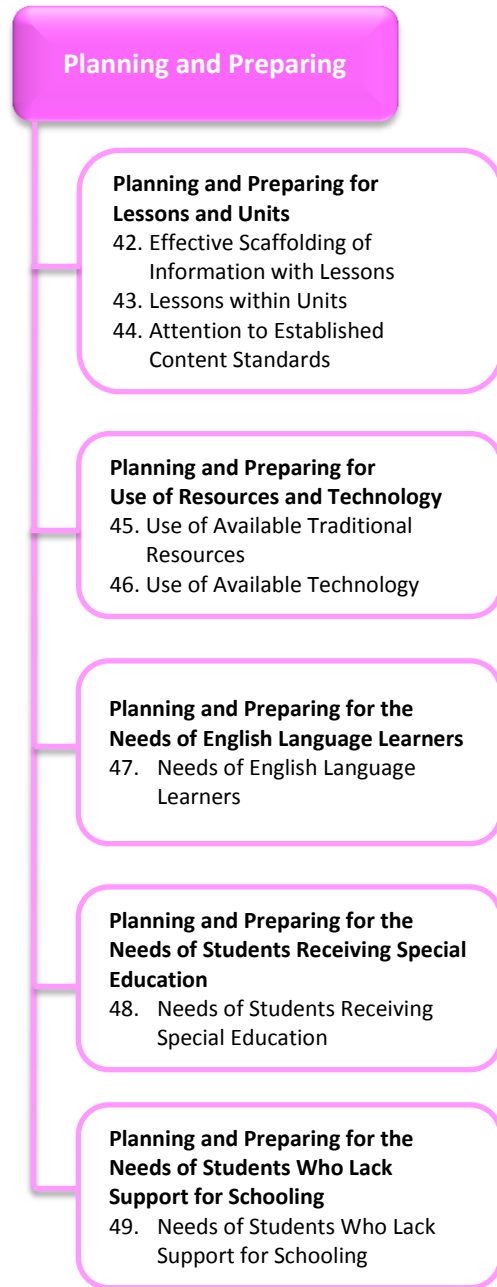 Planning and Preparing
Planning and Preparing for
Lessons and Units
42. Effective Scaffolding of
Information with Lessons
43. Lessons within Units
44. Attention to Established
Content Standards
Planning and Preparing for
Use of Resources and Technology
45. Use of Available Traditional
Resources
46. Use of Available Technology
Planning and Preparing for the
Needs of English Language Learners
47. Needs of English Language
Learners
Planning and Preparing for the
Needs of Students Receiving Special
Education
48. Needs of Students Receiving
Special Education
Planning and Preparing for the
Needs of Students Who Lack
Support for Schooling
49. Needs of Students Who Lack
Support for Schooling